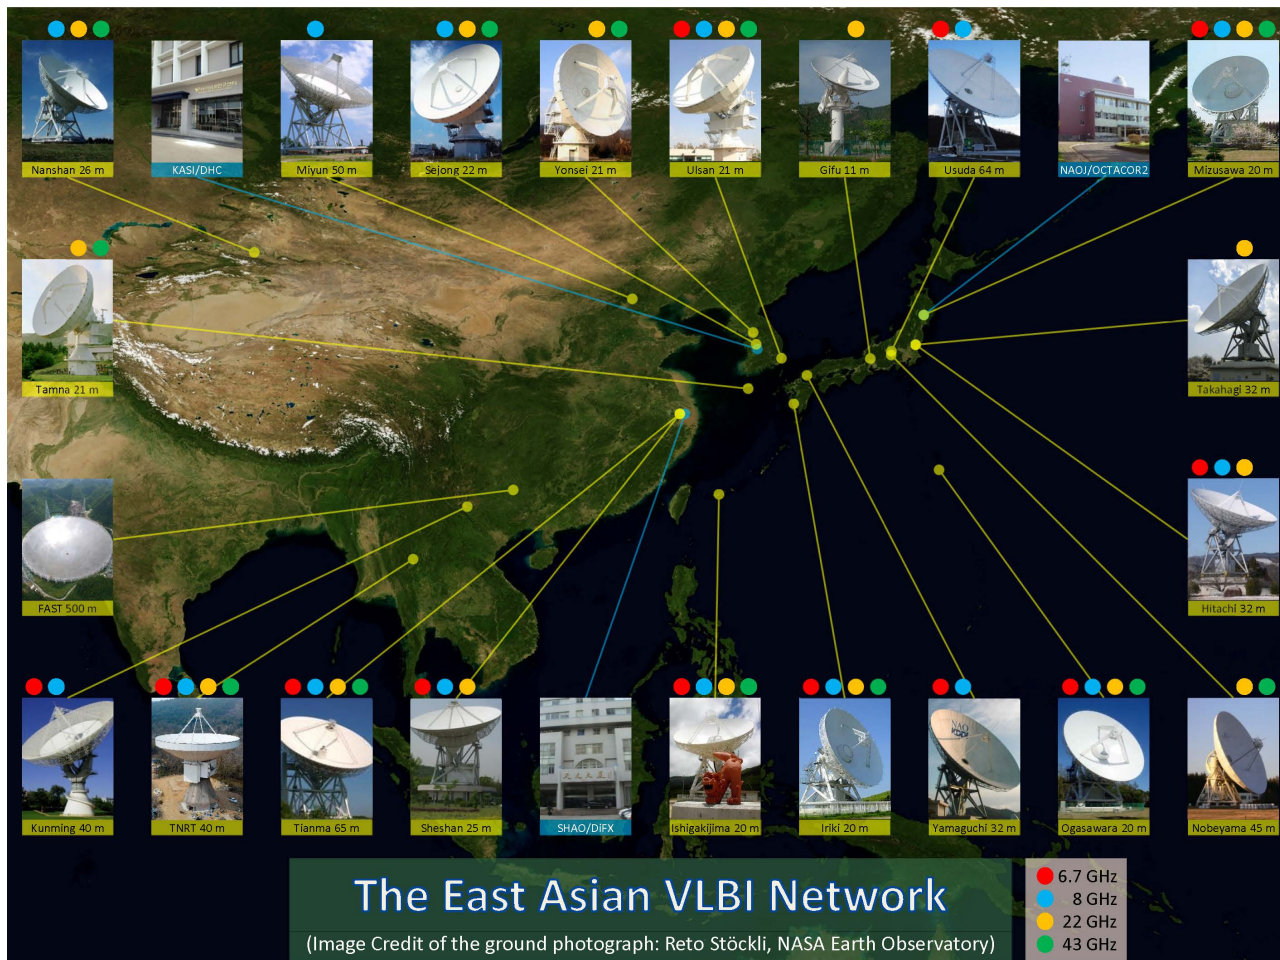 Nanshan 26 m
KASI/DHC
Miyun 50 m
Sejong 22 m
Yonsei 21 m
Ulsan 21 m
Gifu 11 m
Usuda 64 m
NAOJ/OCTACOR2
Mizusawa 20 m
Tamna 21 m
Takahagi 32 m
FAST 500 m
Hitachi 32 m
Kunming 40 m
TNRT 40 m
Tianma 65 m
Sheshan 25 m
SHAO/DiFX
Ishigakijima 20 m
Iriki 20 m
NAO
KDDI
Yamaguchi 32 m
Ogasawara 20 m
Nobeyama 45 m
The East Asian VLBI Network
(Image Credit of the ground photograph: Reto Stöckli, NASA Earth Observatory)
6.7 GHz
8 GHz
22 GHz
43 GHz